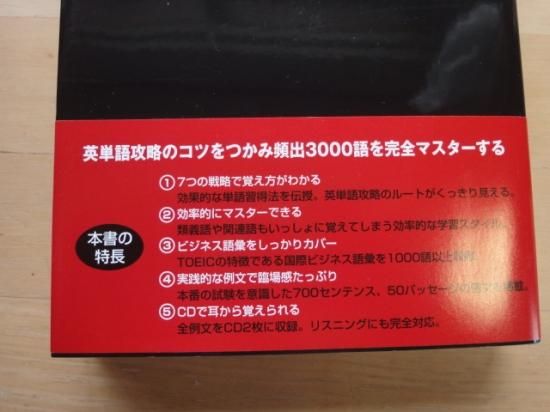 英単語攻略のコツをつかみ頻出3000語を完全マスターする
本書の
特長
① 7つの戦略で覚え方がわかる
効果的な単語習得法を伝授。英単語攻略のルートがくっきり見える。
② 効率的にマスターできる
類義語や関連語もいっしょに覚えてしまう効率的な学習スタイル。
③ ビジネス語彙をしっかりカバー
TOEICの特徴である国際ビジネス語彙を1000語以上収録。
④ 実践的な例文で臨場感たっぷり
本番の試験を意識した700センテンス、50パッセージの例文を搭載。
⑤ CDで耳から覚えられる
全例文をCD2枚に収録。リスニングにも完全対応。